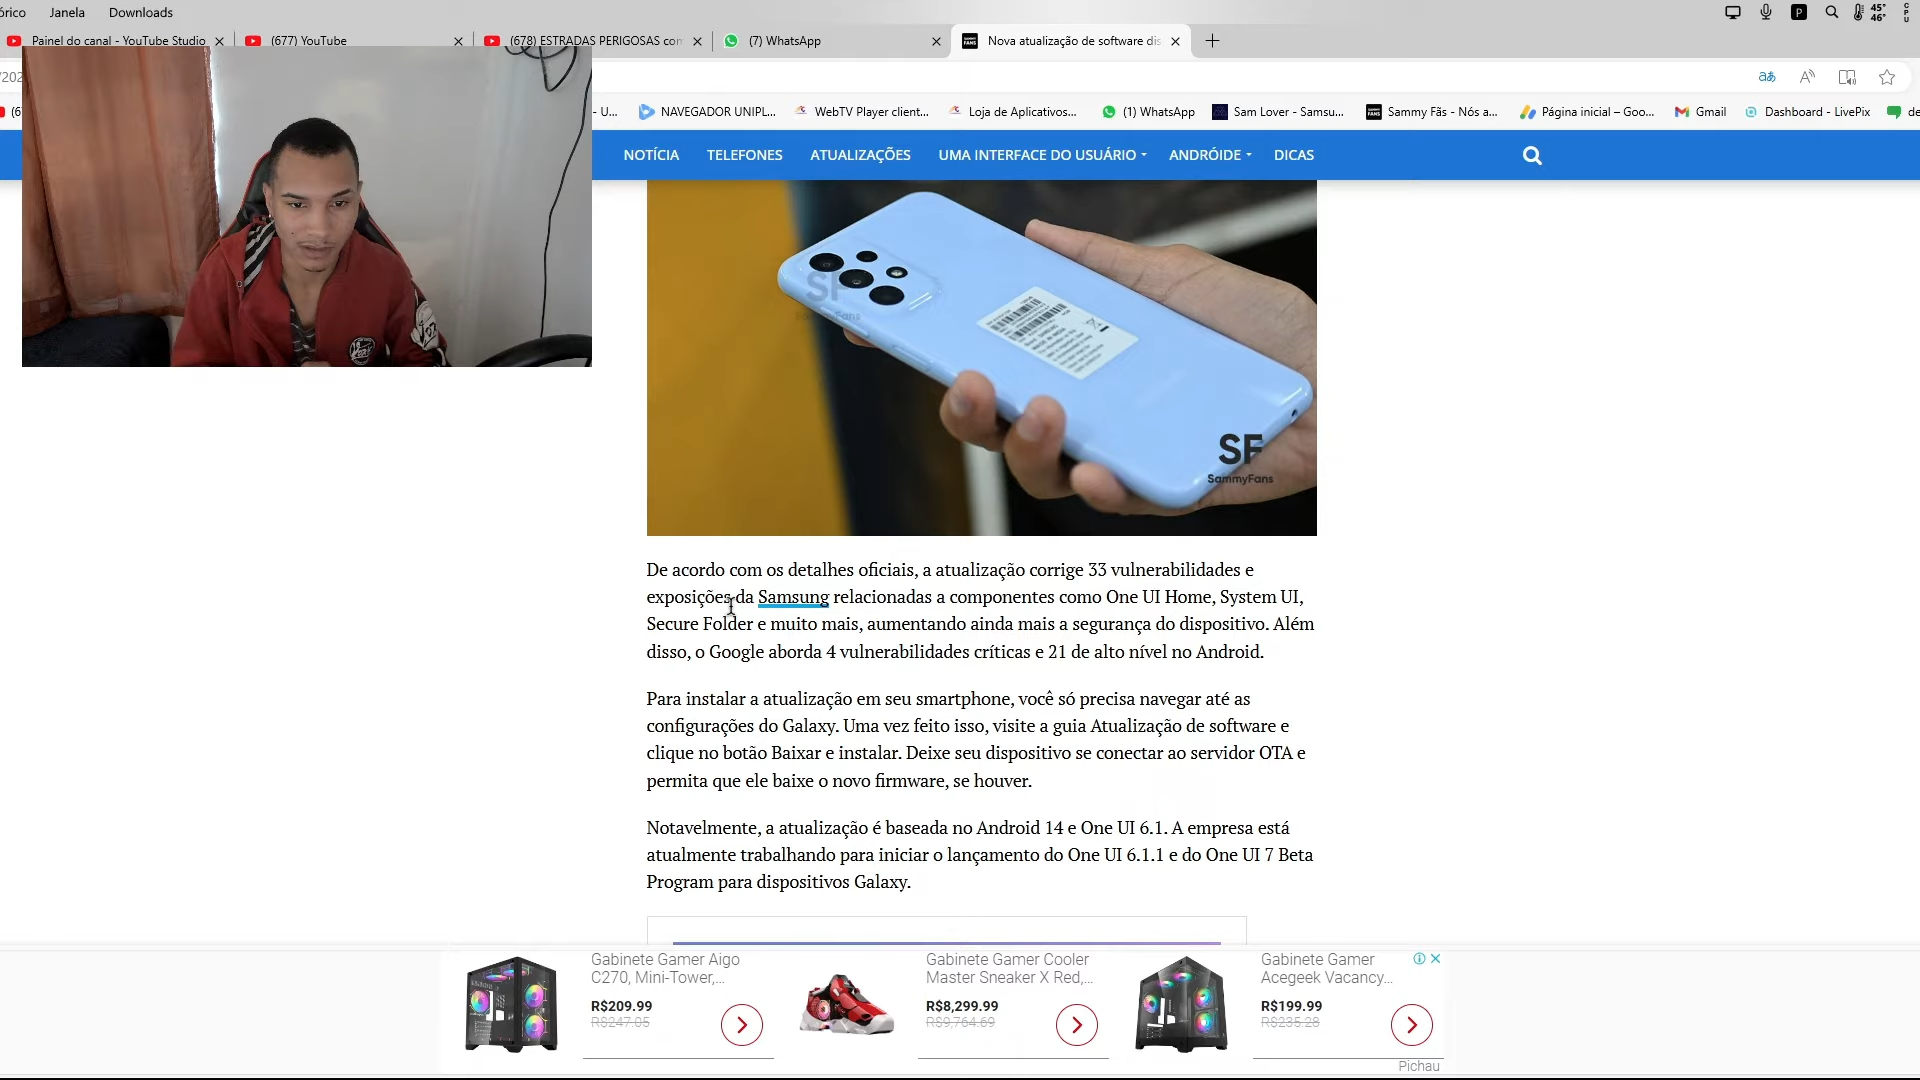 órico Janela Downloads
P 45° 46° CPU
Painel do canal - YouTube Studio (677) YouTube (678) ESTRADAS PERIGOSAS con (7) WhatsApp Nova atualização de software dis
/202
- U... NAVEGADOR UNIPL... WebTV Player client... Loja de Aplicativos... (1) WhatsApp Sam Lover - Samsu... Sammy Fãs - Nós a... Página inicial – Goo... Gmail Dashboard - LivePix de
NOTÍCIA TELEFONES ATUALIZAÇÕES UMA INTERFACE DO USUÁRIO ANDRÓIDE DICAS
SF
SammyFans
SF
SammyFans
De acordo com os detalhes oficiais, a atualização corrige 33 vulnerabilidades e
exposições da Samsung relacionadas a componentes como One UI Home, System UI,
Secure Folder e muito mais, aumentando ainda mais a segurança do dispositivo. Além
disso, o Google aborda 4 vulnerabilidades críticas e 21 de alto nível no Android.
Para instalar a atualização em seu smartphone, você só precisa navegar até as
configurações do Galaxy. Uma vez feito isso, visite a guia Atualização de software e
clique no botão Baixar e instalar. Deixe seu dispositivo se conectar ao servidor OTA e
permita que ele baixe o novo firmware, se houver.
Notavelmente, a atualização é baseada no Android 14 e One UI 6.1. A empresa está
atualmente trabalhando para iniciar o lançamento do One UI 6.1.1 e do One UI 7 Beta
Program para dispositivos Galaxy.
Gabinete Gamer Aigo
C270, Mini-Tower,...
R$209.99
R$247.05
Gabinete Gamer Cooler
Master Sneaker X Red,...
R$8,299.99
R$9,764.69
Gabinete Gamer
Acegeek Vacancy...
R$199.99
R$235.28
Pichau